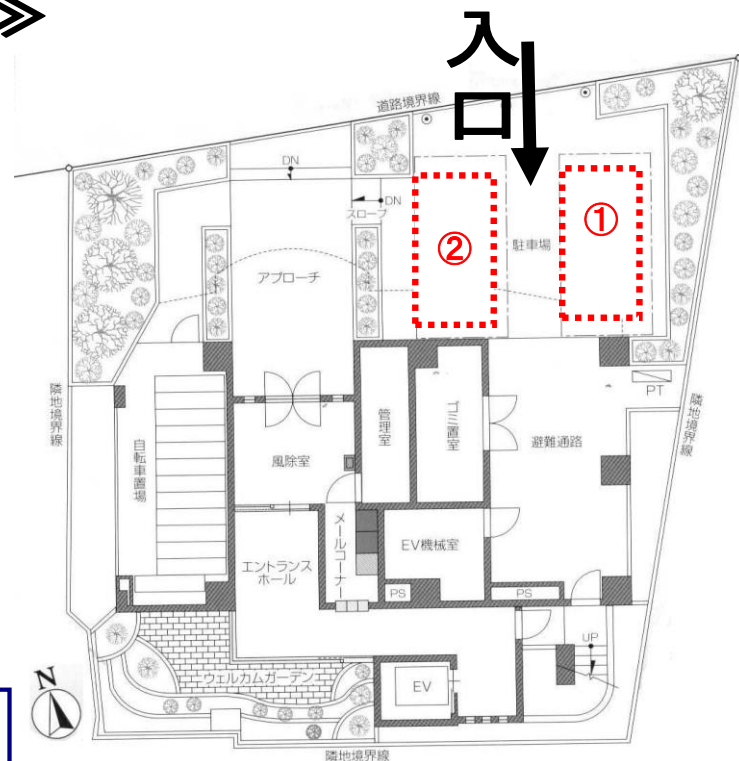 ≫
入口
道路境界線
DN
DN
スロープ
①
②
駐車場
アプローチ
隣地境界線
PT
隣地境界線
管理室
ゴミ置室
避難通路
自転車置場
風除室
メールコーナー
EV機械室
エントランス
ホール
PS
PS
UP
ウェルカムガーデン
EV
N
隣地境界線